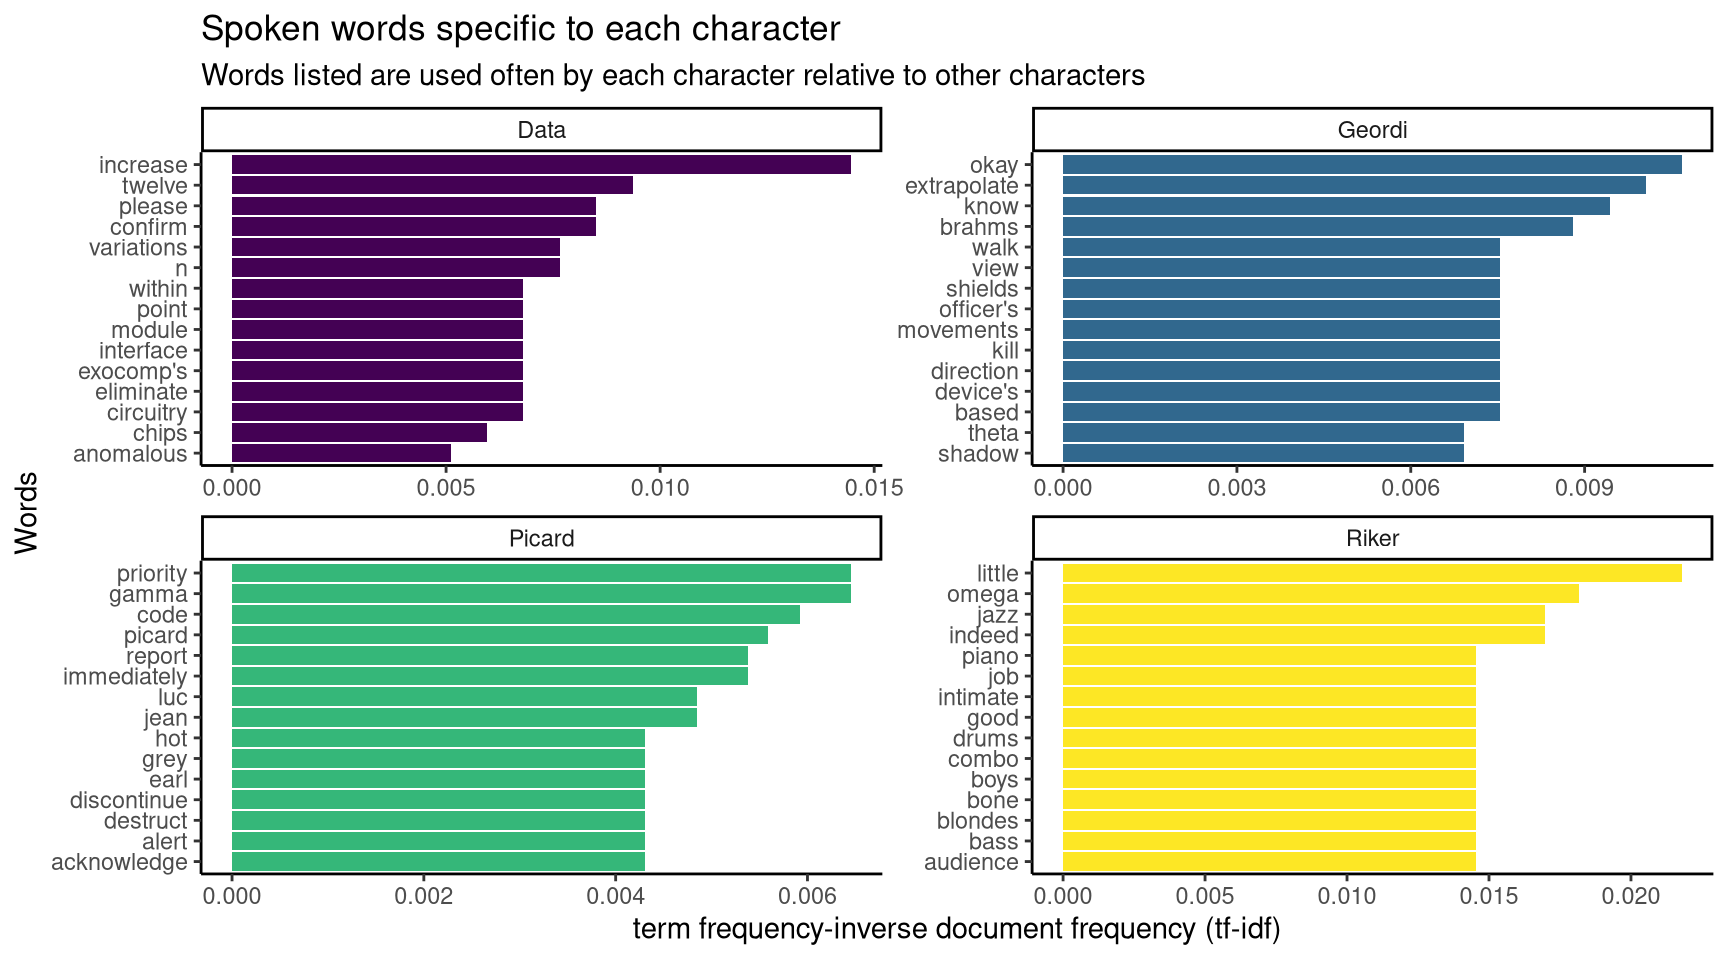 Spoken words specific to each character
Words listed are used often by each character relative to other characters
Data
increase
twelve
please
confirm
variations
n
within
point
module
interface
exocomp's
eliminate
circuitry
chips
anomalous
0.000 0.005 0.010 0.015
Geordi
okay
extrapolate
know
brahms
walk
view
shields
officer's
movements
kill
direction
device's
based
theta
shadow
0.000 0.003 0.006 0.009
Words
Picard
priority
gamma
code
picard
report
immediately
luc
jean
hot
grey
earl
discontinue
destruct
alert
acknowledge
0.000 0.002 0.004 0.006
Riker
little
omega
jazz
indeed
piano
job
intimate
good
drums
combo
boys
bone
blondes
bass
audience
0.000 0.005 0.010 0.015 0.020
term frequency-inverse document frequency (tf-idf)